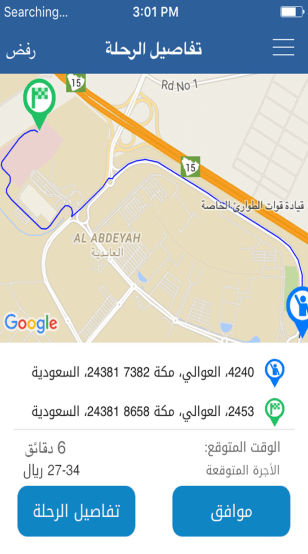 Searching...
3:01 PM
تفاصيل الرحلة
رفض
Rd No 1
15
15
قيادة قوات الطوارئ الخاصة
AL ABDEYAH
العابدية
Google
4240، العوالي، مكة 7382 24381، السعودية
2453، العوالي، مكة 8658 24381، السعودية
الوقت المتوقع:
6 دقائق
الأجرة المتوقعة
27-34 ريال
موافق
تفاصيل الرحلة